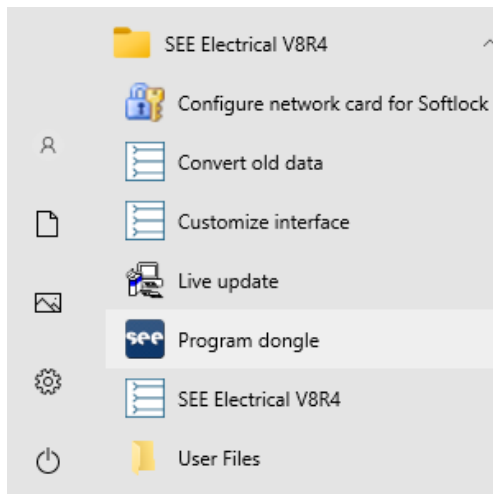 SEE Electrical V8R4
Configure network card for Softlock
Convert old data
Customize interface
Live update
see
Program dongle
SEE Electrical V8R4
User Files